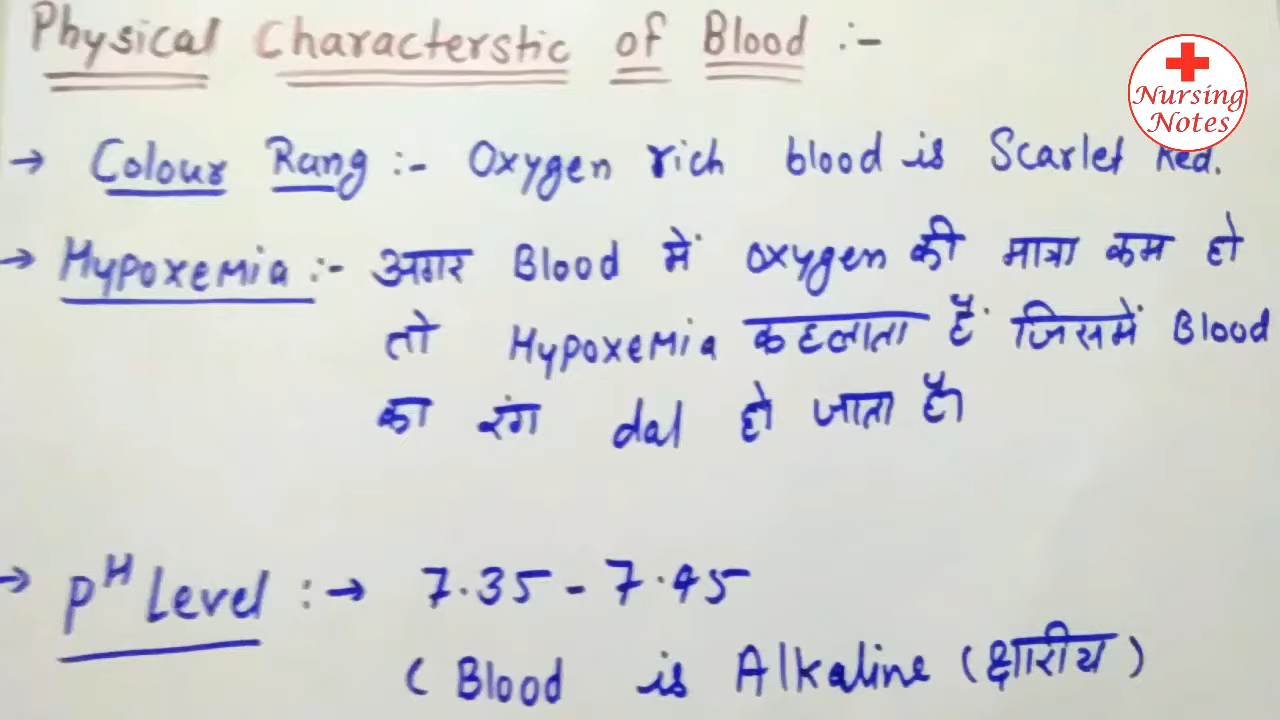 Physical Characterstic of Blood :-
Nursing
Notes
→ Colour Rang :- Oxygen rich blood is Scarlet Red.
→ Hypoxemia :- अगर Blood में oxygen की मात्रा कम हो
तो Hypoxemia कहलाता हैं जिसमें Blood
का रंग dal हो जाता है।
→ pH Level :→ 7.35 - 7.45
( Blood is Alkaline (क्षारीय)